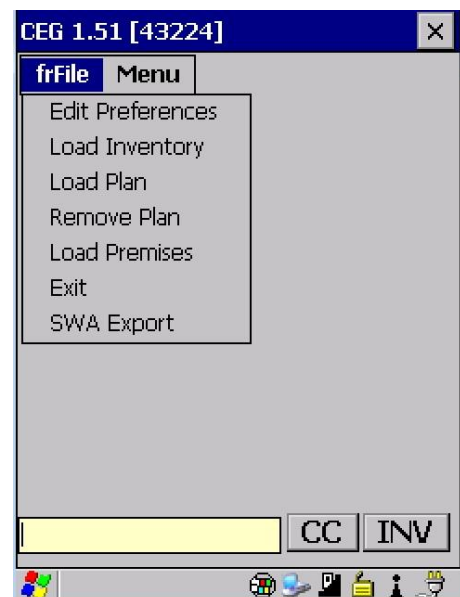 CEG 1.51 [43224]
frFile Menu
Edit Preferences
Load Inventory
Load Plan
Remove Plan
Load Premises
Exit
SWA Export
CC INV